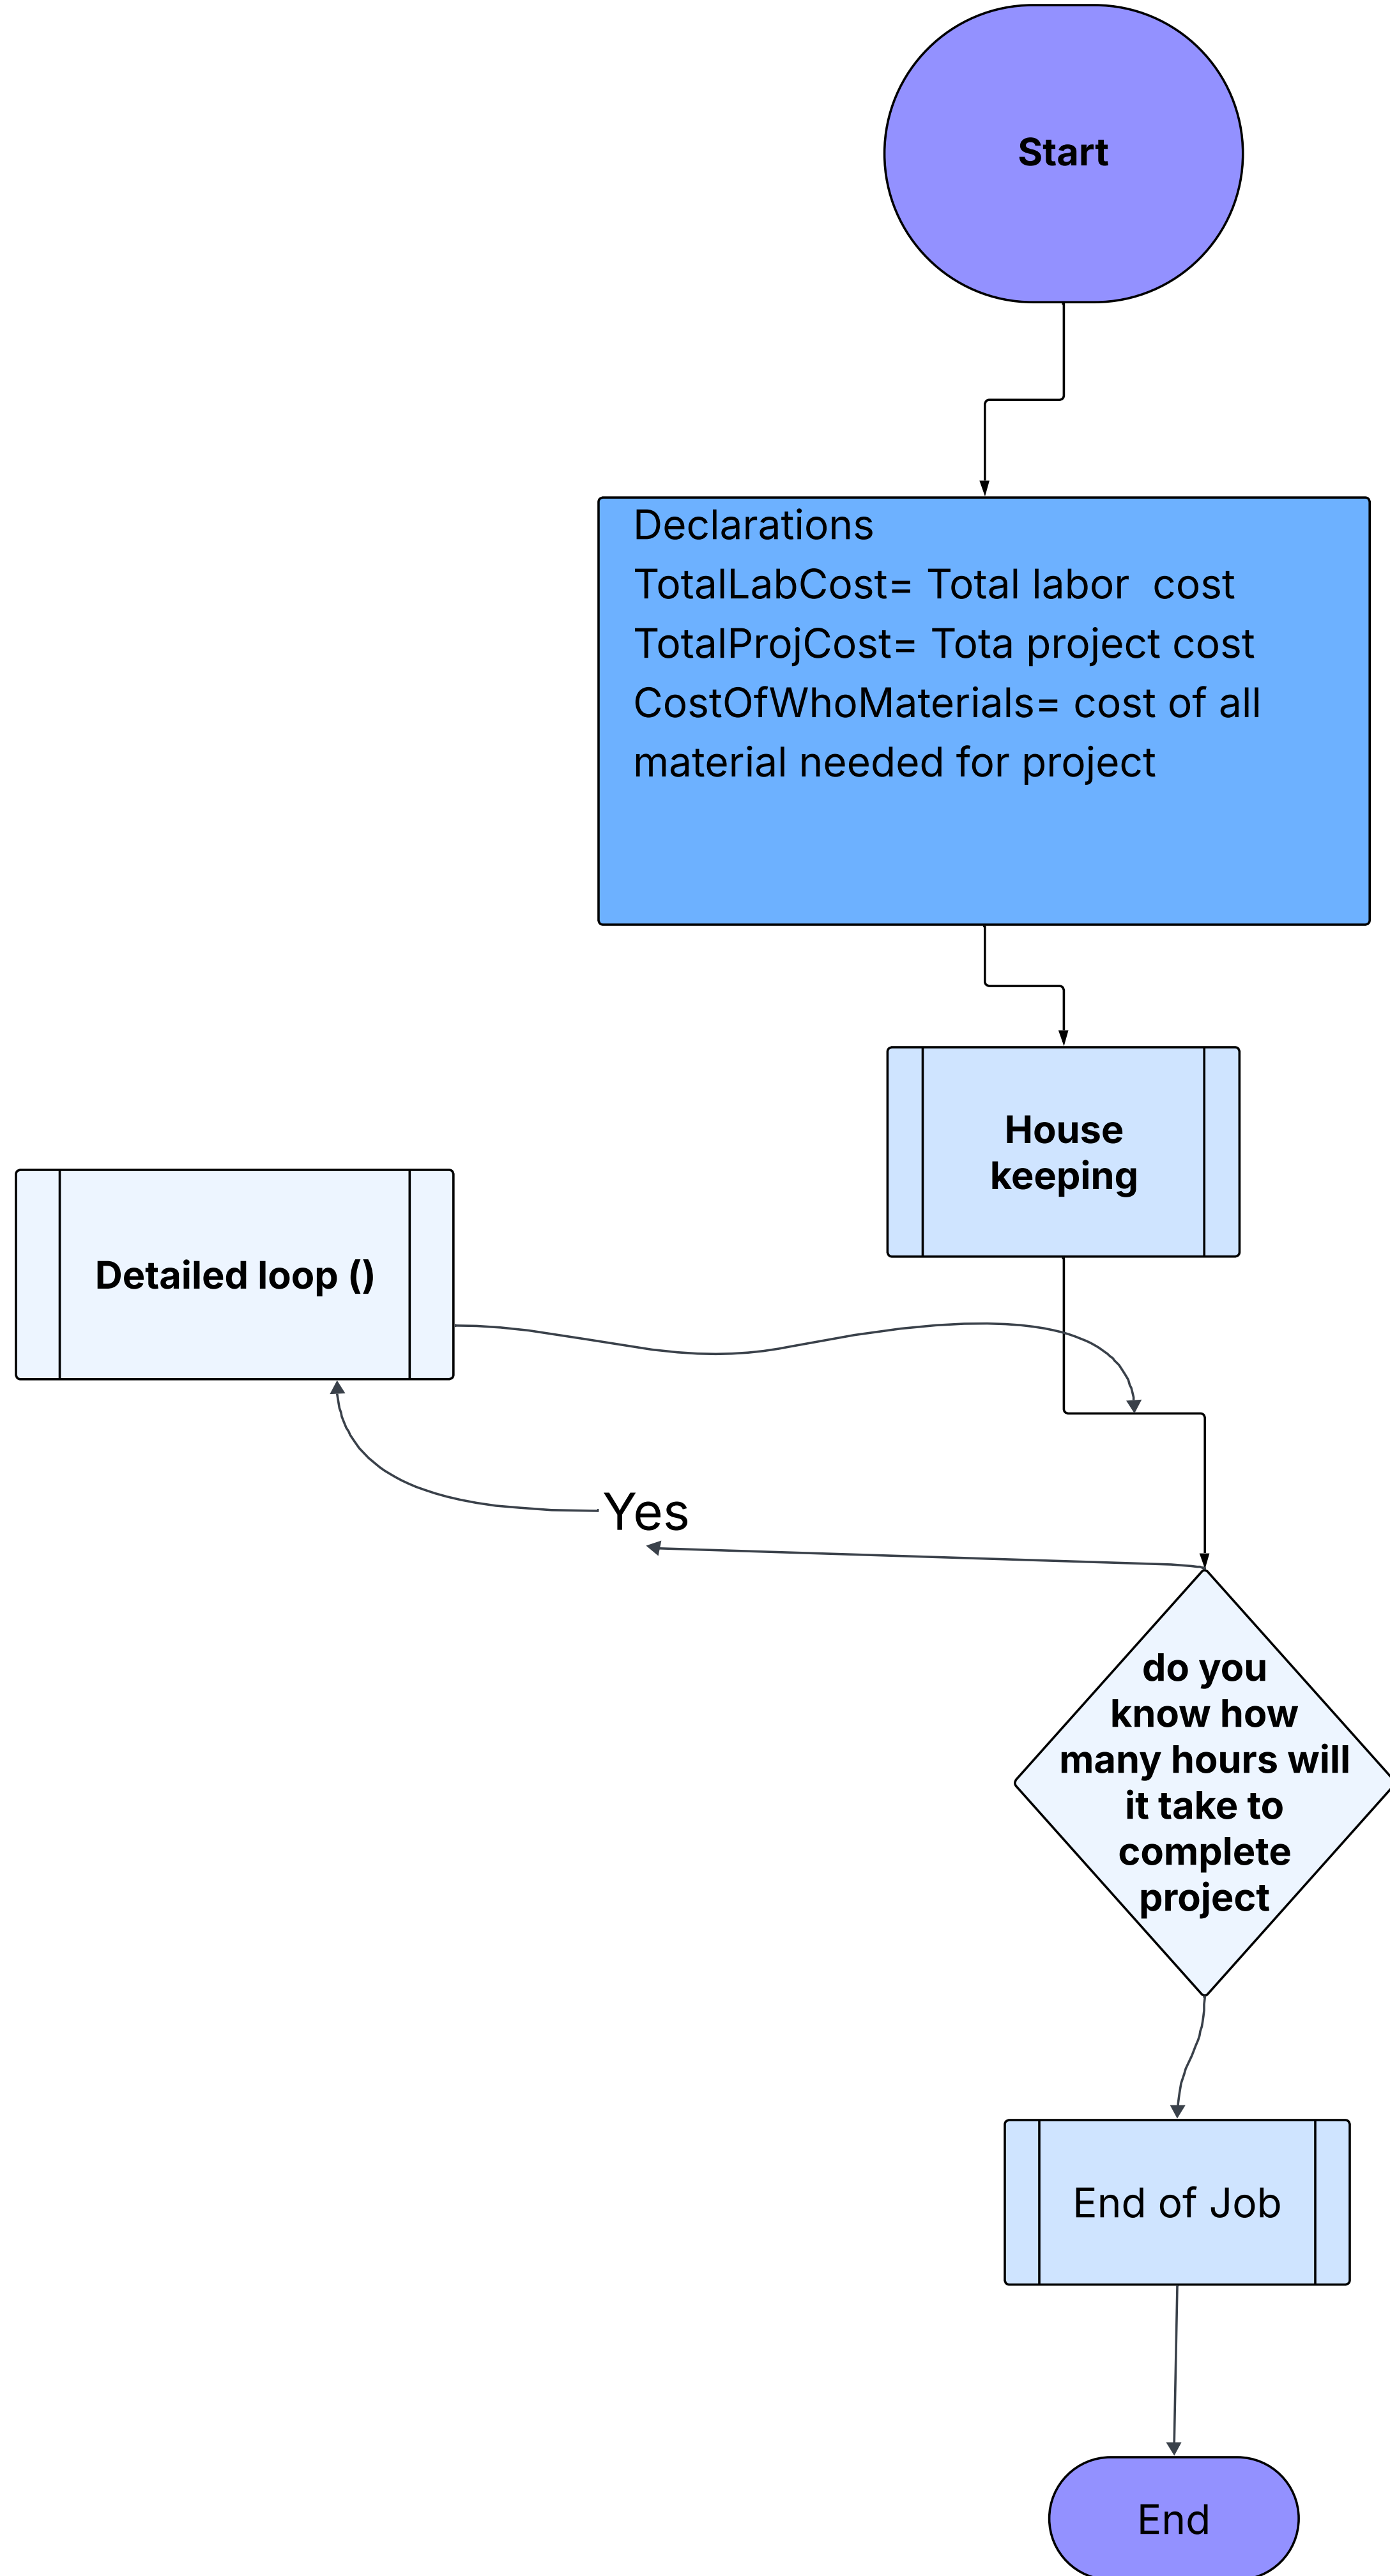 Start
Declarations
TotalLabCost= Total labor  cost
TotalProjCost= Tota project cost
CostOfWhoMaterials= cost of all
material needed for project
House
keeping
Detailed loop ()
Yes
do you
know how
many hours will
it take to
complete
project
End of Job
End